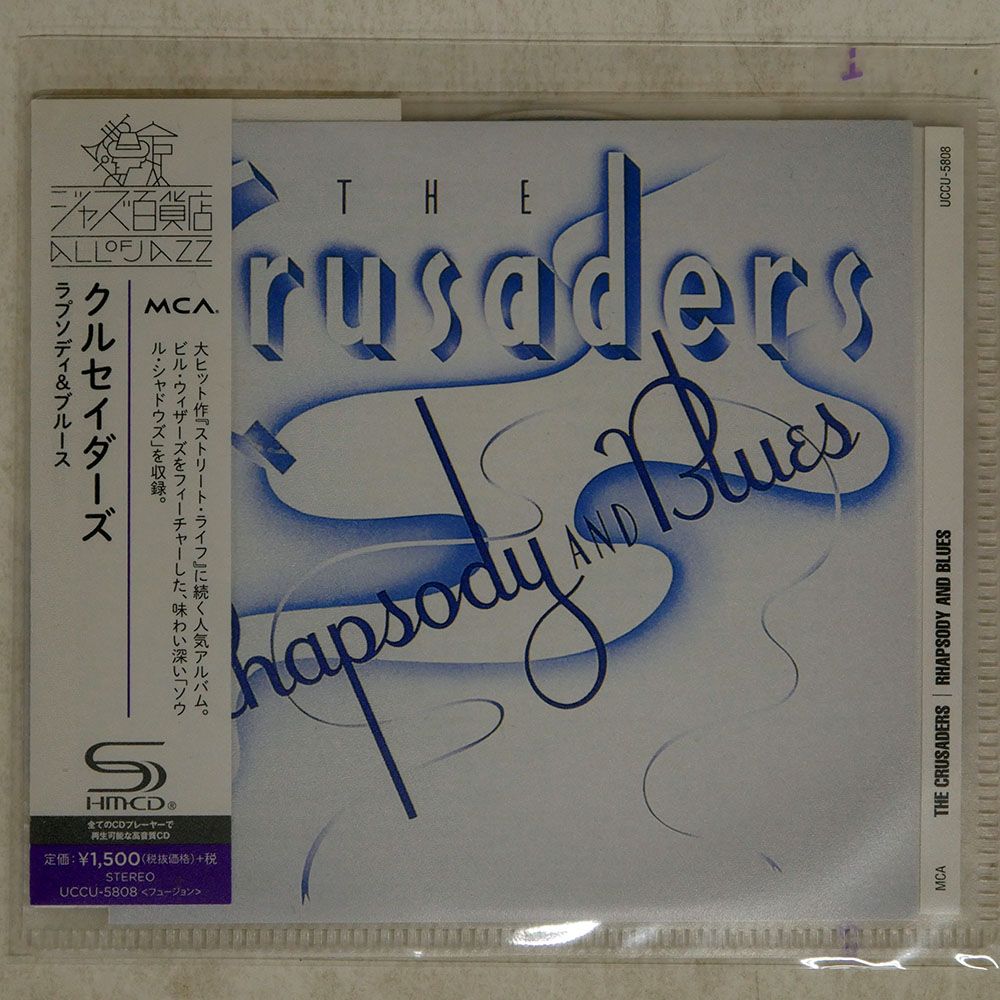 ジャズ百貨店
ALL OF JAZZ
クルセイダーズ
ラプソディ&ブルース
MCA®
大ヒット作『ストリート・ライフ』に続く人気アルバム。
ビル・ウィザーズをフィーチャーした、味わい深い「ソウ
ル・シャドウズ」を収録。
SHM-CD®
全てのCDプレーヤーで
再生可能な高音質CD
定価:¥1,500(税抜価格)+税
STEREO
UCCU-5808 <フュージョン>
THE
Crusaders
Rhapsody AND Blues
UCCU-5808
THE CRUSADERS | RHAPSODY AND BLUES
MCA